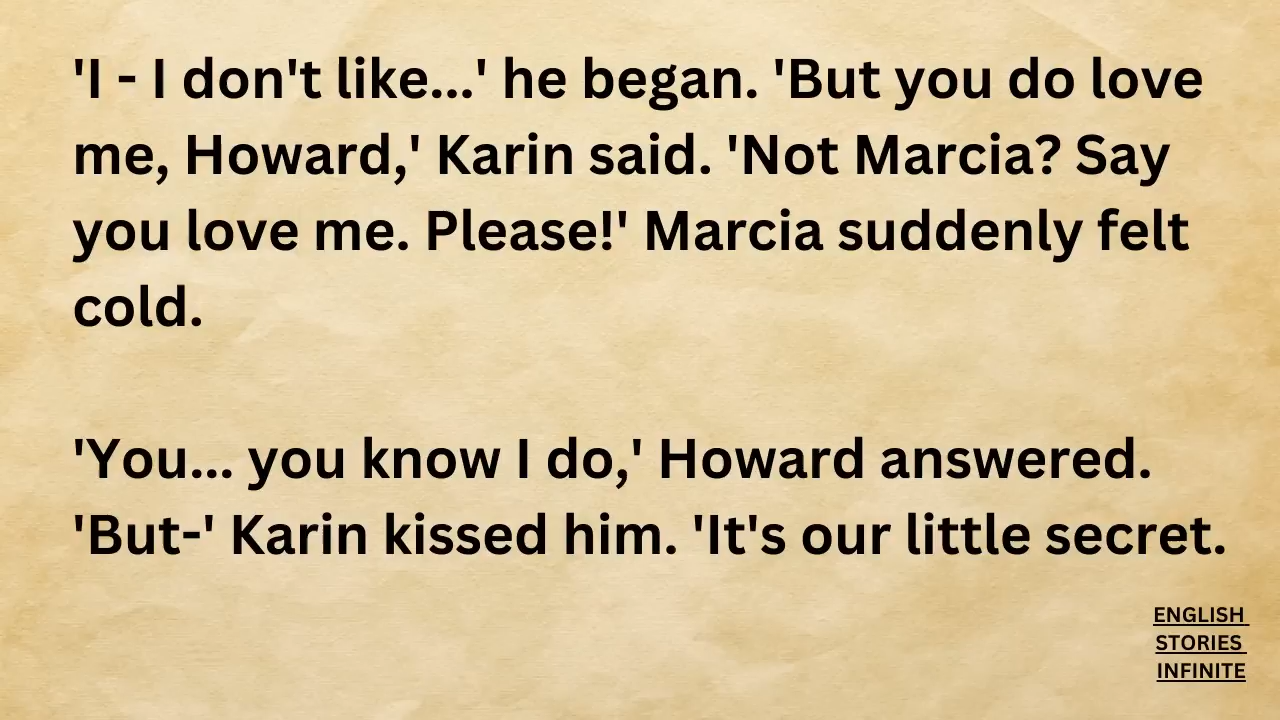 'I - I don't like...' he began. 'But you do love
me, Howard,' Karin said. 'Not Marcia? Say
you love me. Please!' Marcia suddenly felt
cold.
'You... you know I do,' Howard answered.
'But-' Karin kissed him. 'It's our little secret.
ENGLISH
STORIES
INFINITE